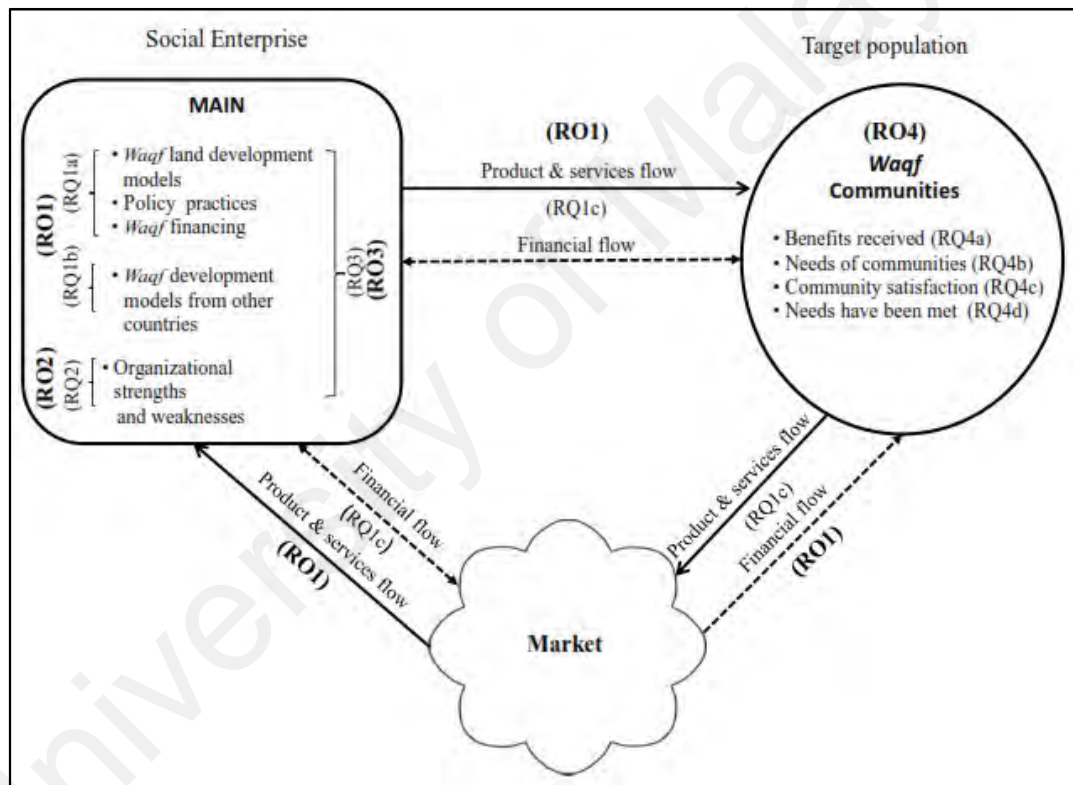 Social Enterprise
Target population
MAIN
(RO1)
(RQ1a)
• Waqf land development
models
• Policy practices
• Waqf financing
(RQ1b)
• Waqf development
models from other
countries
(RO2)
(RQ2)
• Organizational
strengths
and weaknesses
(RQ3)
(RO3)
(RO1)
Product & services flow
(RQ1c)
Financial flow
(RO4)
Waqf
Communities
• Benefits received (RQ4a)
• Needs of communities (RQ4b)
• Community satisfaction (RQ4c)
• Needs have been met (RQ4d)
Financial flow
(RQ1c)
Product & services flow
(RO1)
Product & services flow
(RQ1c)
Financial flow
(RO1)
Market
University of Malay